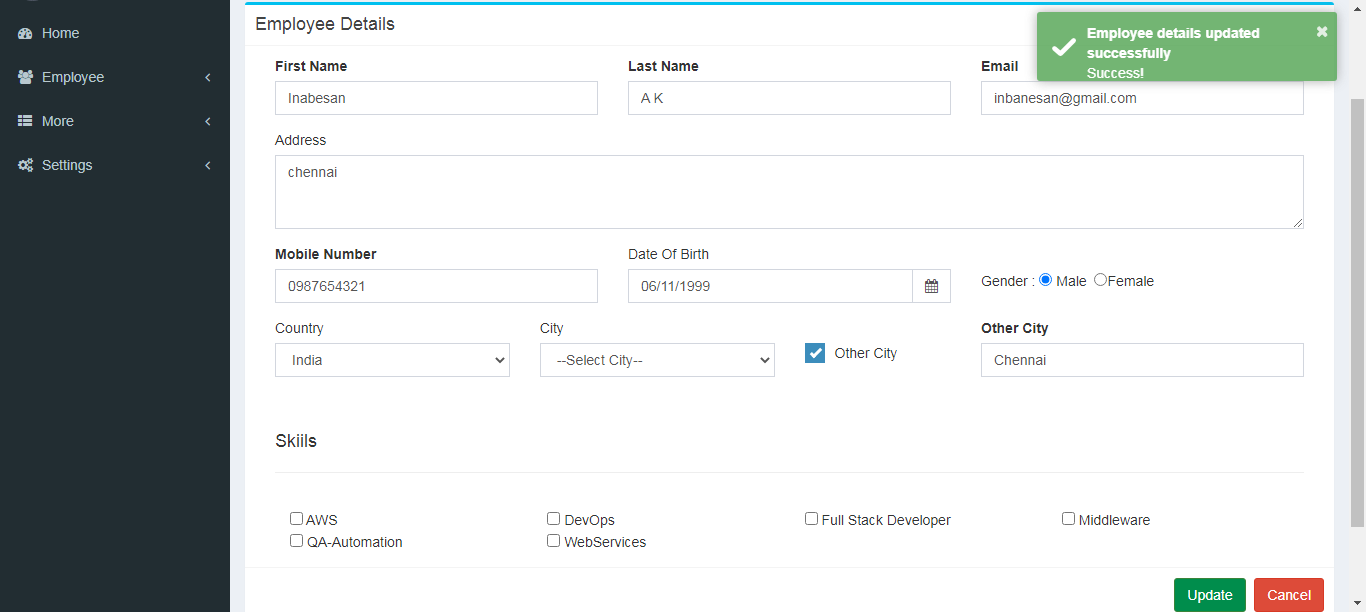 Home
Employee
More
Settings
Employee Details
Employee details updated
successfully
Success!
First Name
Last Name
Email
Inabesan
A K
inbanesan@gmail.com
Address
chennai
Mobile Number
Date Of Birth
0987654321
06/11/1999
Gender : Male Female
Country
City
Other City
India
--Select City--
Other City
Chennai
Skiils
AWS
DevOps
Full Stack Developer
Middleware
QA-Automation
WebServices
Update
Cancel